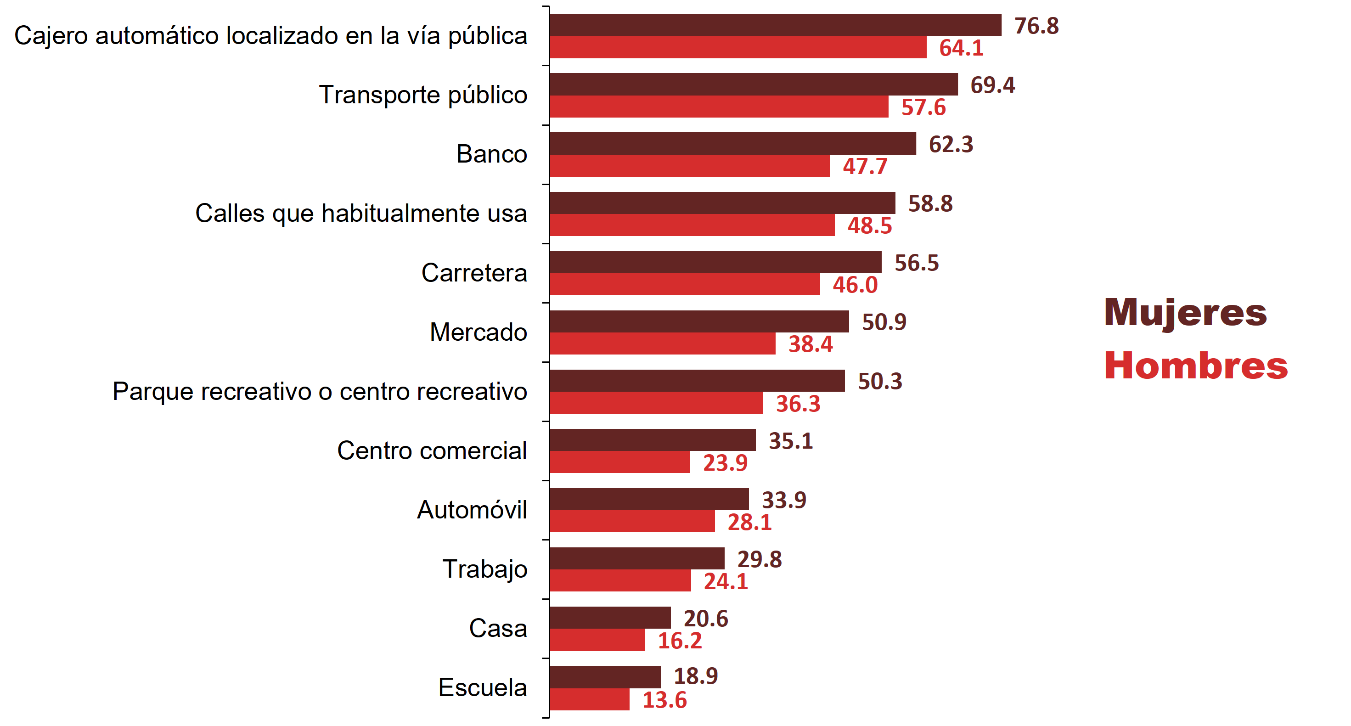 Cajero automático localizado en la vía pública
76.8
64.1
Transporte público
69.4
57.6
Banco
62.3
47.7
Calles que habitualmente usa
58.8
48.5
Carretera
56.5
46.0
Mercado
50.9
38.4
Parque recreativo o centro recreativo
50.3
36.3
Centro comercial
35.1
23.9
Automóvil
33.9
28.1
Trabajo
29.8
24.1
Casa
20.6
16.2
Escuela
18.9
13.6
Mujeres
Hombres